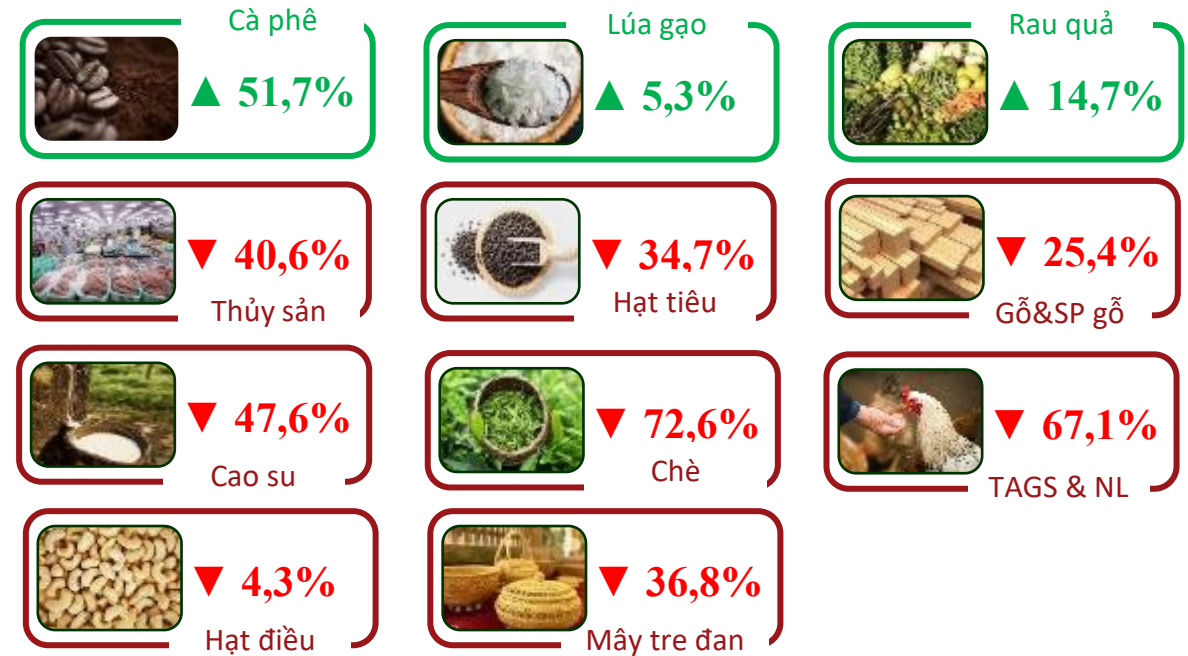 Cà phê
▲ 51,7%
Lúa gạo
▲ 5,3%
Rau quả
▲ 14,7%
▼ 40,6%
Thủy sản
▼ 34,7%
Hạt tiêu
▼ 25,4%
Gỗ&SP gỗ
▼ 47,6%
Cao su
▼ 72,6%
Chè
▼ 67,1%
TAGS & NL
▼ 4,3%
Hạt điều
▼ 36,8%
Mây tre đan